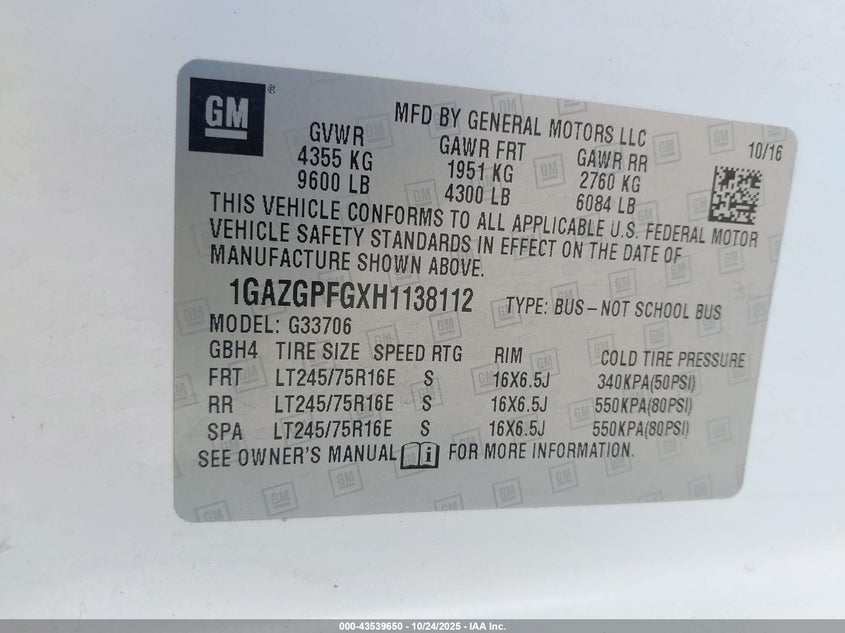 GM ®
MFD BY GENERAL MOTORS LLC
10/16
GVWR GAWR FRT GAWR RR
4355 KG 1951 KG 2760 KG
9600 LB 4300 LB 6084 LB
THIS VEHICLE CONFORMS TO ALL APPLICABLE U.S. FEDERAL MOTOR
VEHICLE SAFETY STANDARDS IN EFFECT ON THE DATE OF
MANUFACTURE SHOWN ABOVE.
1GAZGPFGXH1138112 TYPE: BUS-NOT SCHOOL BUS
MODEL: G33706
GBH4 TIRE SIZE SPEED RTG RIM COLD TIRE PRESSURE
FRT LT245/75R16E S 16X6.5J 340KPA(50PSI)
RR LT245/75R16E S 16X6.5J 550KPA(80PSI)
SPA LT245/75R16E S 16X6.5J 550KPA(80PSI)
SEE OWNER'S MANUAL i FOR MORE INFORMATION.
000-43539650 - 10/24/2025 - IAA Inc.